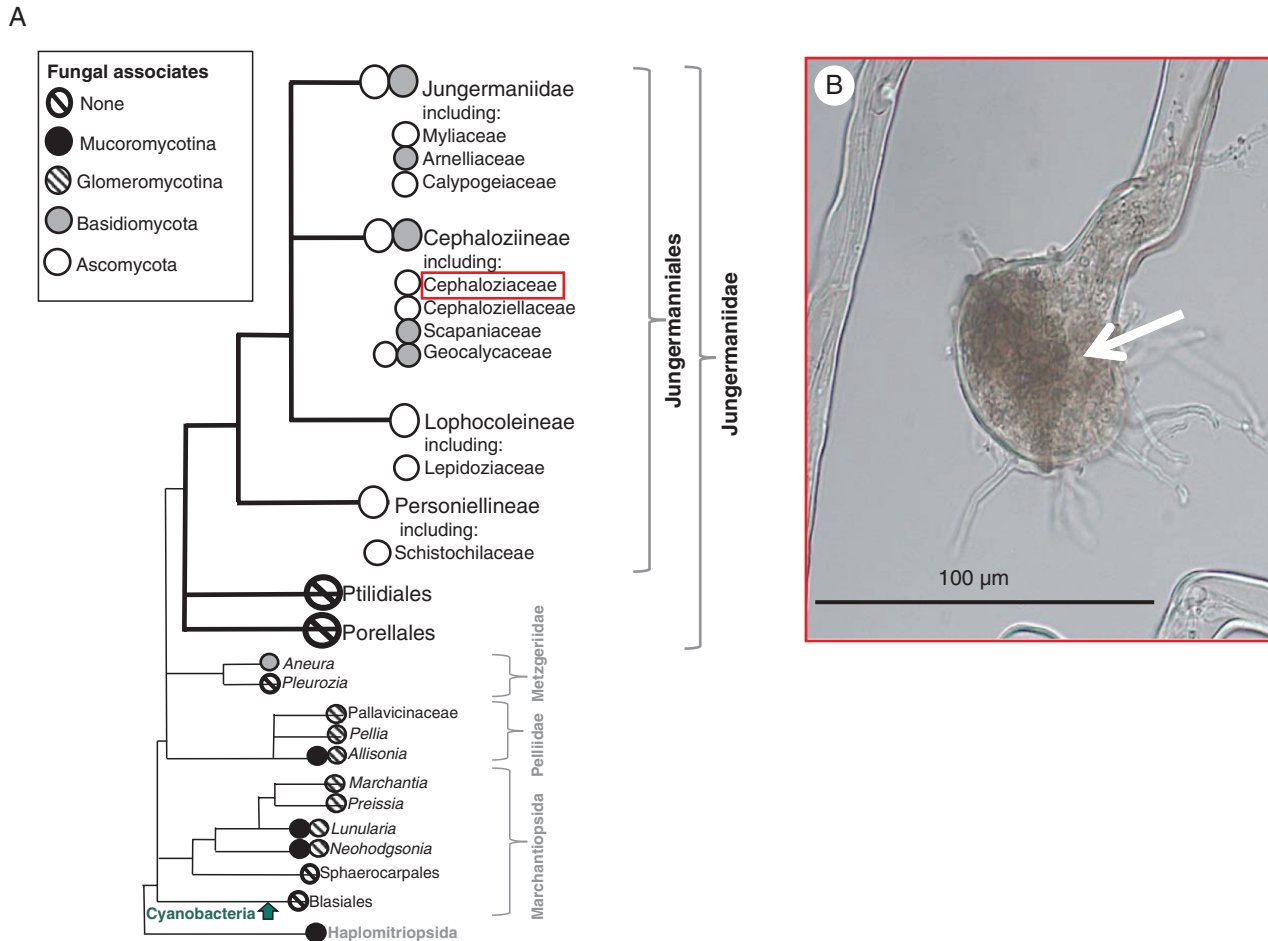 A
Fungal associates
None
Mucoromycotina
Glomeromycotina
Basidiomycota
Ascomycota
Jungermaniidae
including:
Myliaceae
Arnelliaceae
Calypogeiaceae
Cephaloziineae
including:
Cephaloziaceae
Cephaloziellaceae
Scapaniaceae
Geocalycaceae
Lophocoleineae
including:
Lepidoziaceae
Personiellineae
including:
Schistochilaceae
Ptilidiales
Porellales
Aneura
Pleurozia
Pallavicinaceae
Pellia
Allisonia
Marchantia
Preissia
Lunularia
Neohodgsonia
Sphaerocarpales
Blasiales
Cyanobacteria
Haplomitriopsida
Jungermanniales
Jungermaniidae
Metzgeriidae
Pelliidae
Marchantiopsida
B
100 µm